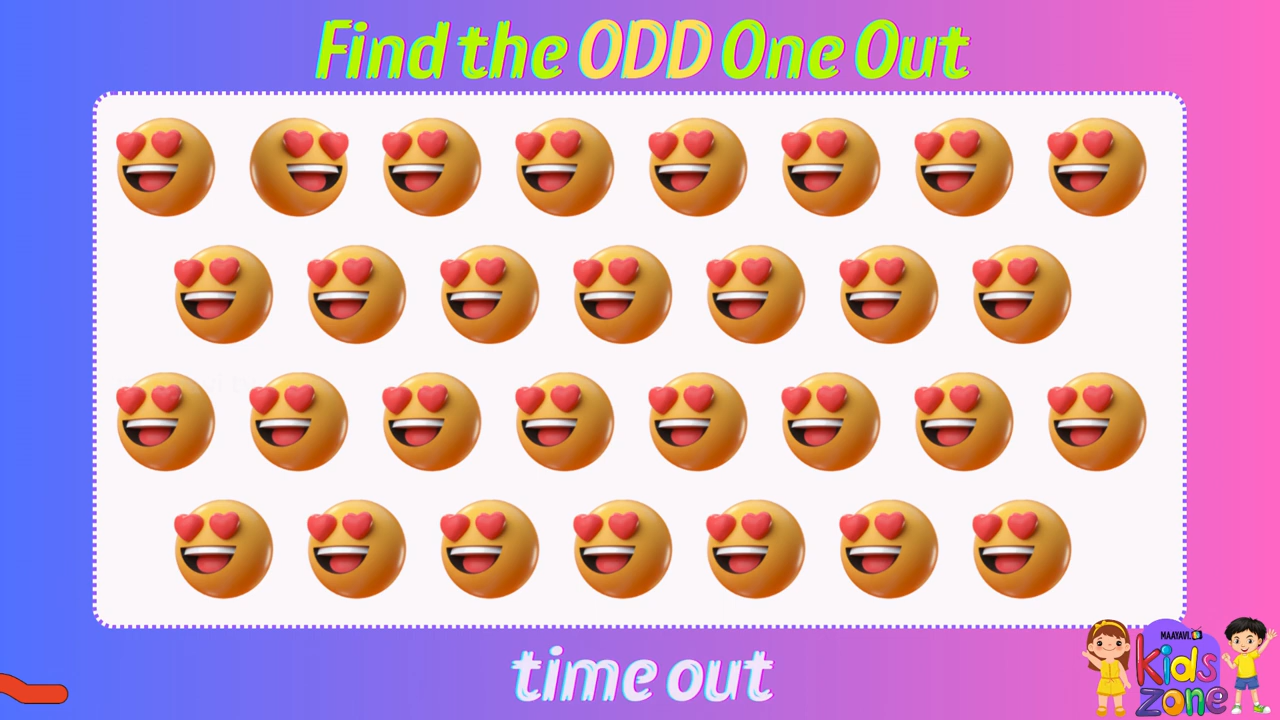 Find the ODD One Out
time out
MAAYAVI
kids
zone